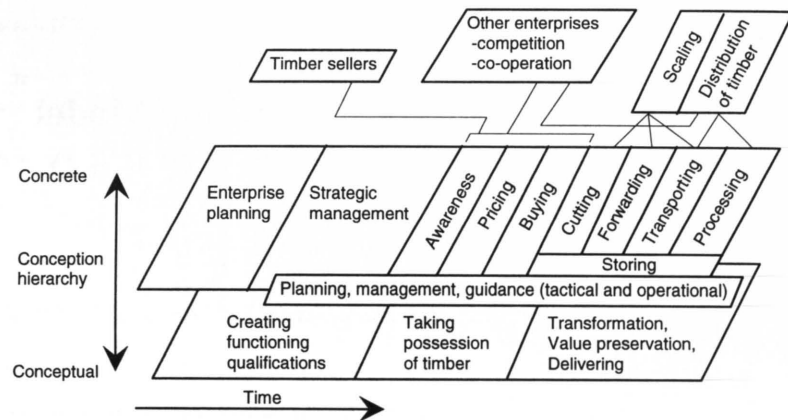 Other enterprises
-competition
-co-operation
Timber sellers
Scaling
Distribution
of timber
Concrete
Conception
hierarchy
Conceptual
Enterprise
planning
Strategic
management
Awareness
Pricing
Buying
Cutting
Forwarding
Transporting
Processing
Storing
Planning, management, guidance (tactical and operational)
Creating
functioning
qualifications
Taking
possession
of timber
Transformation,
Value preservation,
Delivering
Time